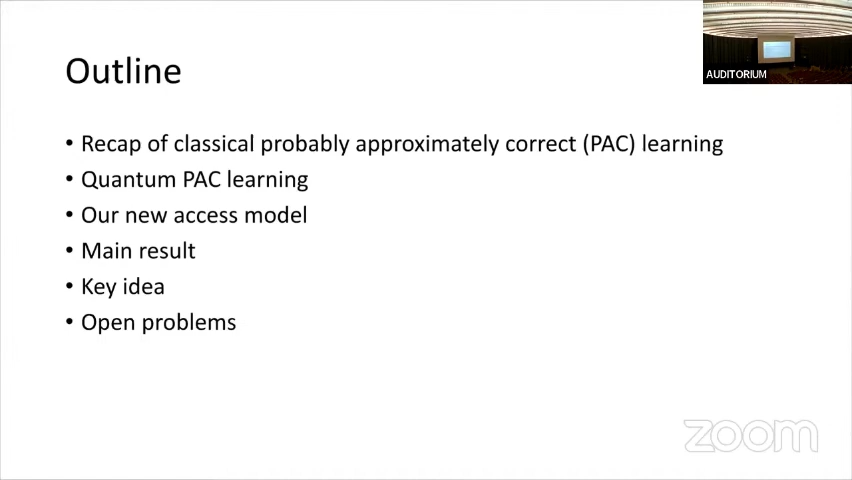 Outline
• Recap of classical probably approximately correct (PAC) learning
• Quantum PAC learning
• Our new access model
• Main result
• Key idea
• Open problems
AUDITORIUM
zoom